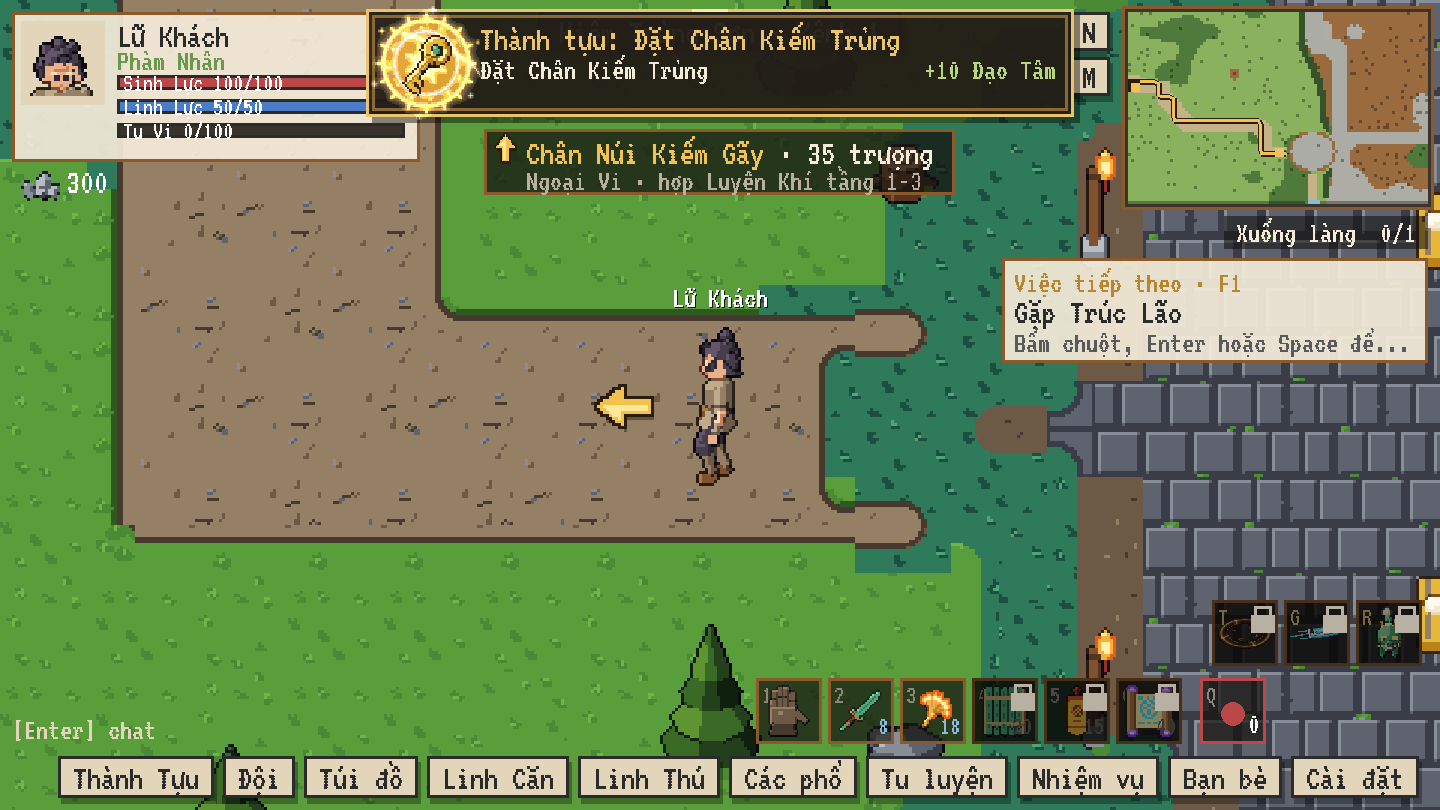 Lữ Khách
Phàm Nhân
Sinh Lực 100/100
Linh Lực 50/50
Tu Vi 0/100
300
Thành tựu: Đặt Chân Kiếm Trủng
Đặt Chân Kiếm Trủng
+10 Đạo Tâm
N
M
Chân Núi Kiếm Gãy · 35 trượng
Ngoại Vi · hợp Luyện Khí tầng 1-3
Xuống làng 0/1
Việc tiếp theo · F1
Gặp Trúc Lão
Bấm chuột, Enter hoặc Space để...
Lữ Khách
T
G
R
1
2
8
3
18
5
15
Q
0
[Enter] chat
Thành Tựu
Đội
Túi đồ
Linh Căn
Linh Thú
Các phổ
Tu luyện
Nhiệm vụ
Bạn bè
Cài đặt